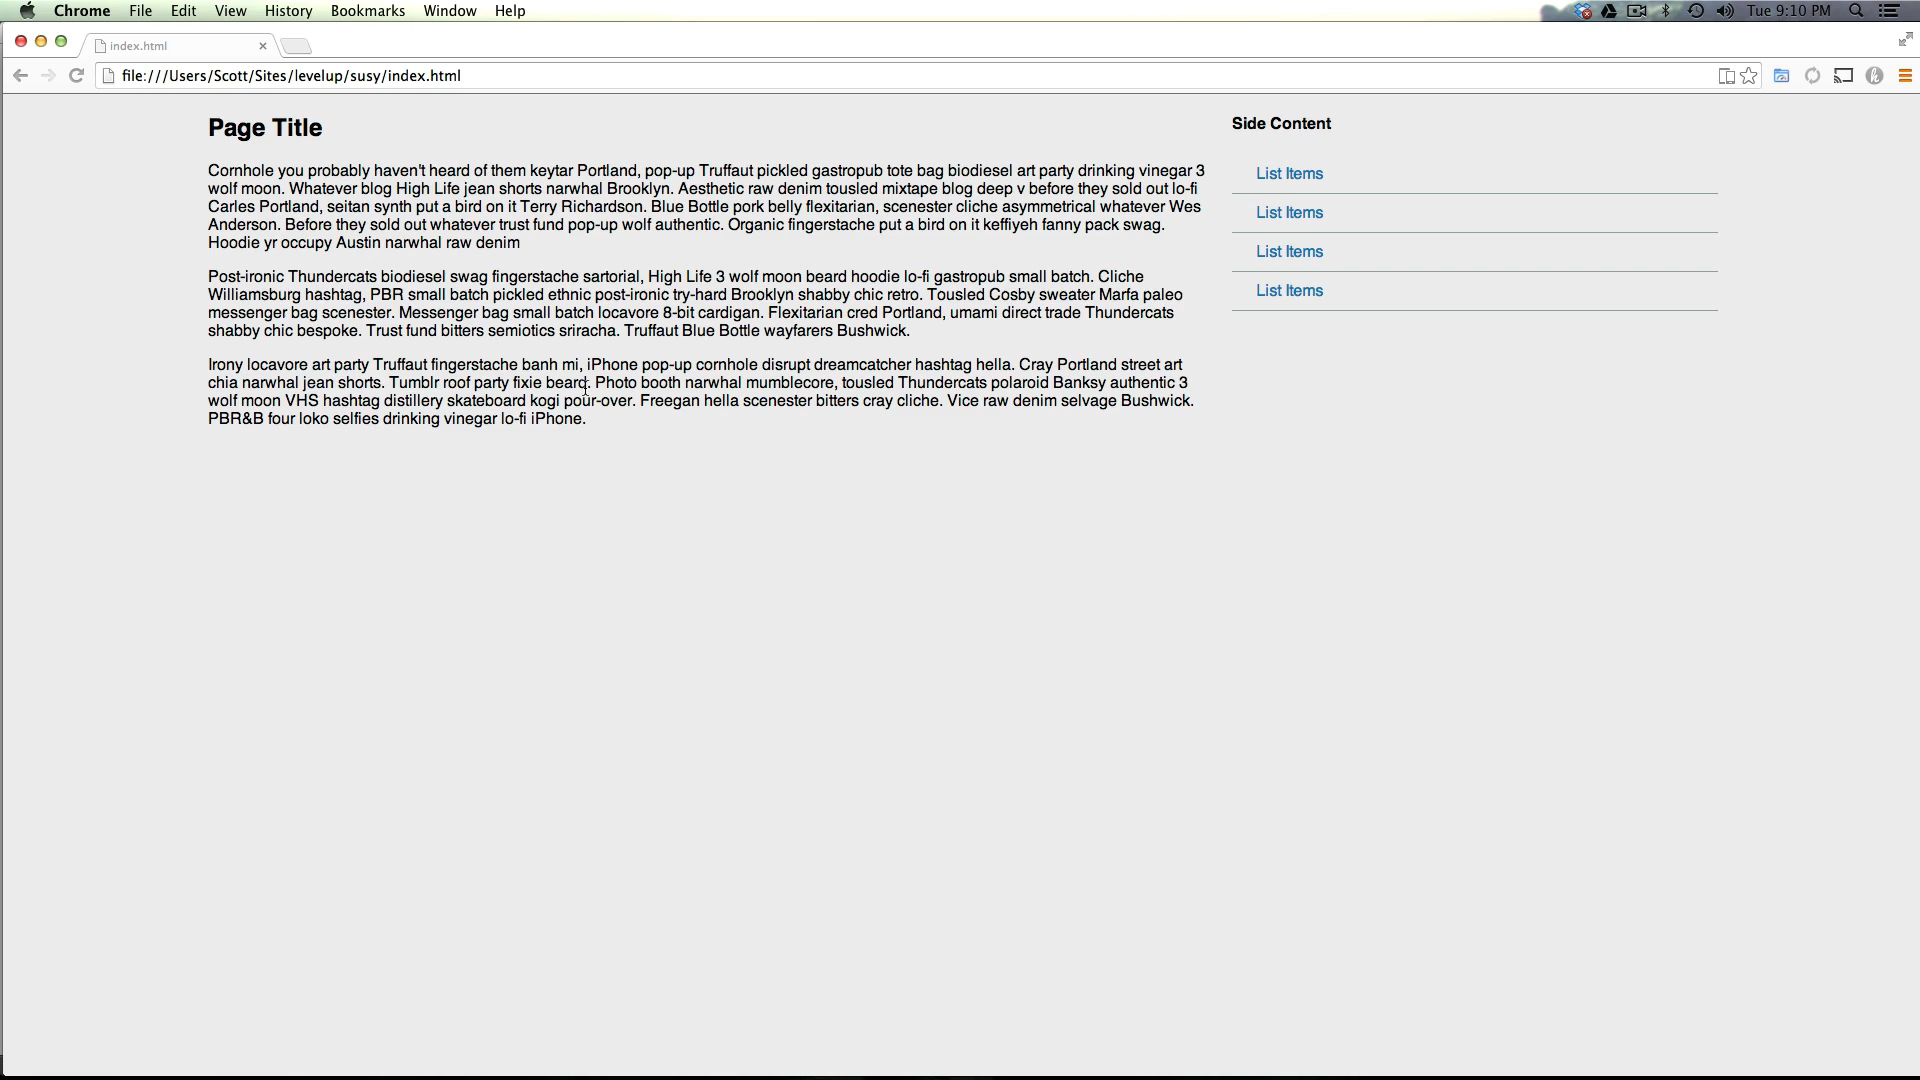 Chrome File Edit View History Bookmarks Window Help Tue 9:10 PM
index.html
file:///Users/Scott/Sites/levelup/susy/index.html
Page Title
Cornhole you probably haven't heard of them keytar Portland, pop-up Truffaut pickled gastropub tote bag biodiesel art party drinking vinegar 3
wolf moon. Whatever blog High Life jean shorts narwhal Brooklyn. Aesthetic raw denim tousled mixtape blog deep v before they sold out lo-fi
Carles Portland, seitan synth put a bird on it Terry Richardson. Blue Bottle pork belly flexitarian, scenester cliche asymmetrical whatever Wes
Anderson. Before they sold out whatever trust fund pop-up wolf authentic. Organic fingerstache put a bird on it keffiyeh fanny pack swag.
Hoodie yr occupy Austin narwhal raw denim
Post-ironic Thundercats biodiesel swag fingerstache sartorial, High Life 3 wolf moon beard hoodie lo-fi gastropub small batch. Cliche
Williamsburg hashtag, PBR small batch pickled ethnic post-ironic try-hard Brooklyn shabby chic retro. Tousled Cosby sweater Marfa paleo
messenger bag scenester. Messenger bag small batch locavore 8-bit cardigan. Flexitarian cred Portland, umami direct trade Thundercats
shabby chic bespoke. Trust fund bitters semiotics sriracha. Truffaut Blue Bottle wayfarers Bushwick.
Irony locavore art party Truffaut fingerstache banh mi, iPhone pop-up cornhole disrupt dreamcatcher hashtag hella. Cray Portland street art
chia narwhal jean shorts. Tumblr roof party fixie beard. Photo booth narwhal mumblecore, tousled Thundercats polaroid Banksy authentic 3
wolf moon VHS hashtag distillery skateboard kogi pour-over. Freegan hella scenester bitters cray cliche. Vice raw denim selvage Bushwick.
PBR&B four loko selfies drinking vinegar lo-fi iPhone.
Side Content
List Items
List Items
List Items
List Items